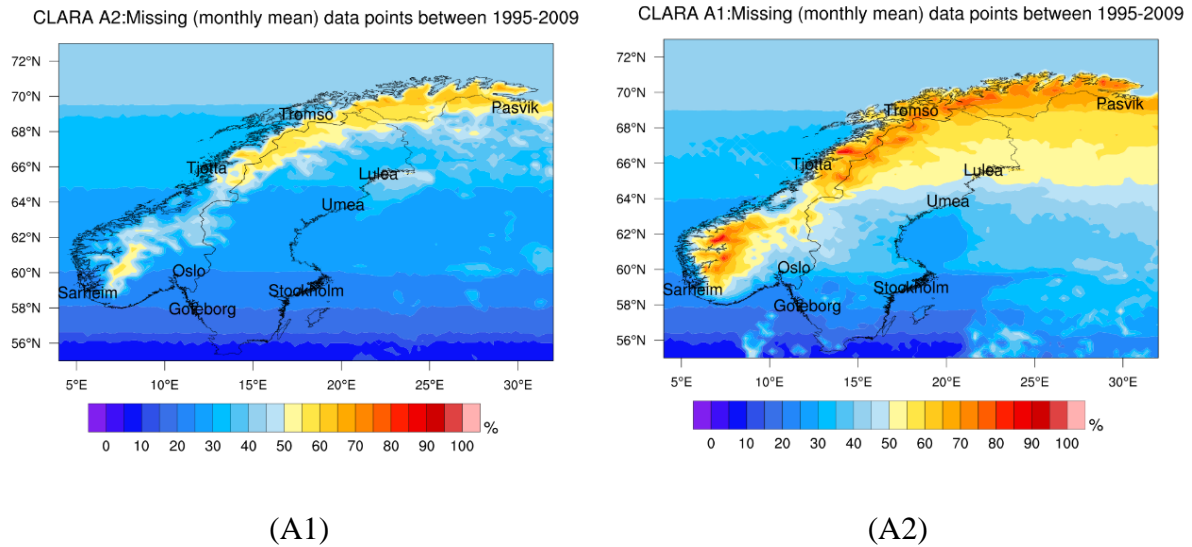 CLARA A2:Missing (monthly mean) data points between 1995-2009
72°N
70°N
68°N
66°N
64°N
62°N
60°N
58°N
56°N
Tromso
Pasvik
Tjotta
Lulea
Umea
Oslo
Sarheim
Stockholm
Goteborg
5°E 10°E 15°E 20°E 25°E 30°E
0 10 20 30 40 50 60 70 80 90 100 %
(A1)
CLARA A1:Missing (monthly mean) data points between 1995-2009
72°N
70°N
68°N
66°N
64°N
62°N
60°N
58°N
56°N
Tromso
Pasvik
Tjotta
Lulea
Umea
Oslo
Sarheim
Stockholm
Goteborg
5°E 10°E 15°E 20°E 25°E 30°E
0 10 20 30 40 50 60 70 80 90 100 %
(A2)